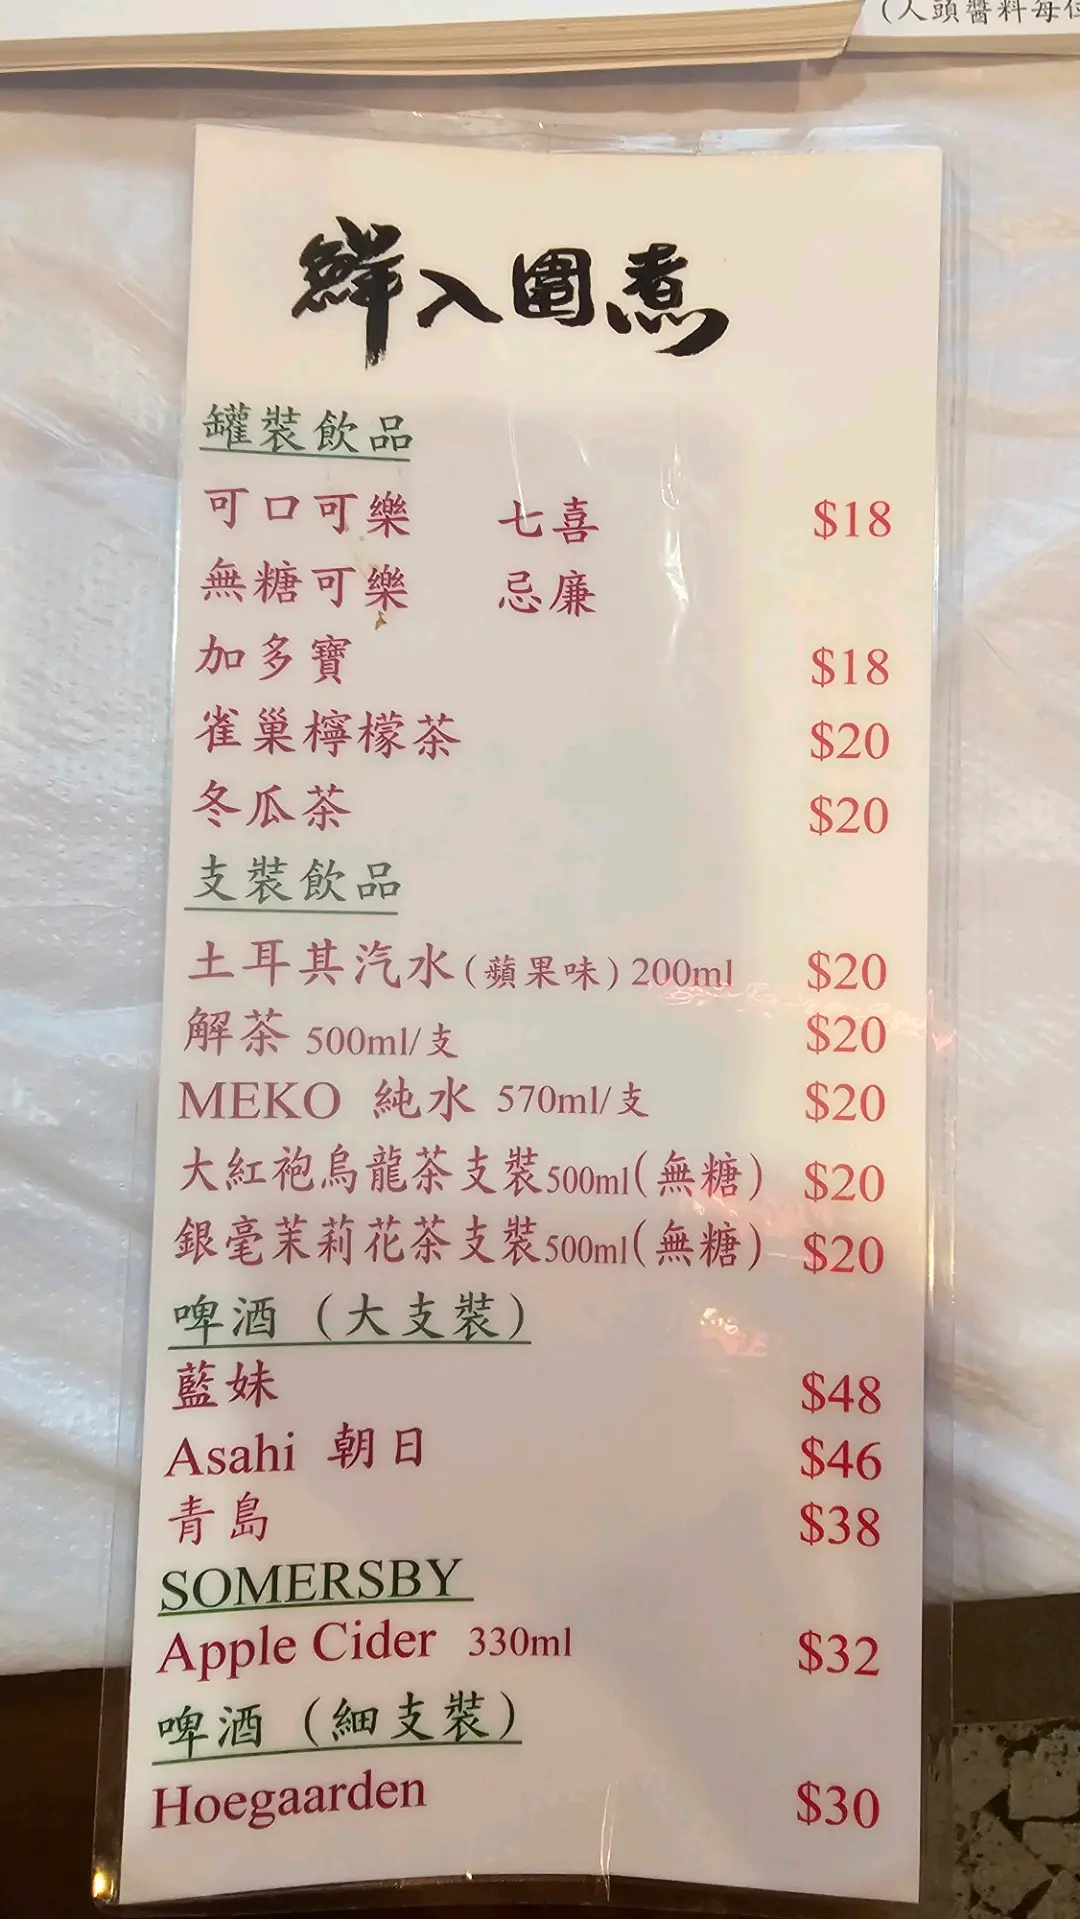 (人頭醬料每位
鮮入圍煮
罐裝飲品
可口可樂 七喜 $18
無糖可樂 忌廉
加多寶 $18
雀巢檸檬茶 $20
冬瓜茶 $20
支裝飲品
土耳其汽水(蘋果味)200ml $20
解茶 500ml/支 $20
MEKO 純水 570ml/支 $20
大紅袍烏龍茶支裝500ml(無糖) $20
銀毫茉莉花茶支裝500ml(無糖) $20
啤酒(大支裝)
藍妹 $48
Asahi 朝日 $46
青島 $38
SOMERSBY
Apple Cider 330ml $32
啤酒(細支裝)
Hoegaarden $30